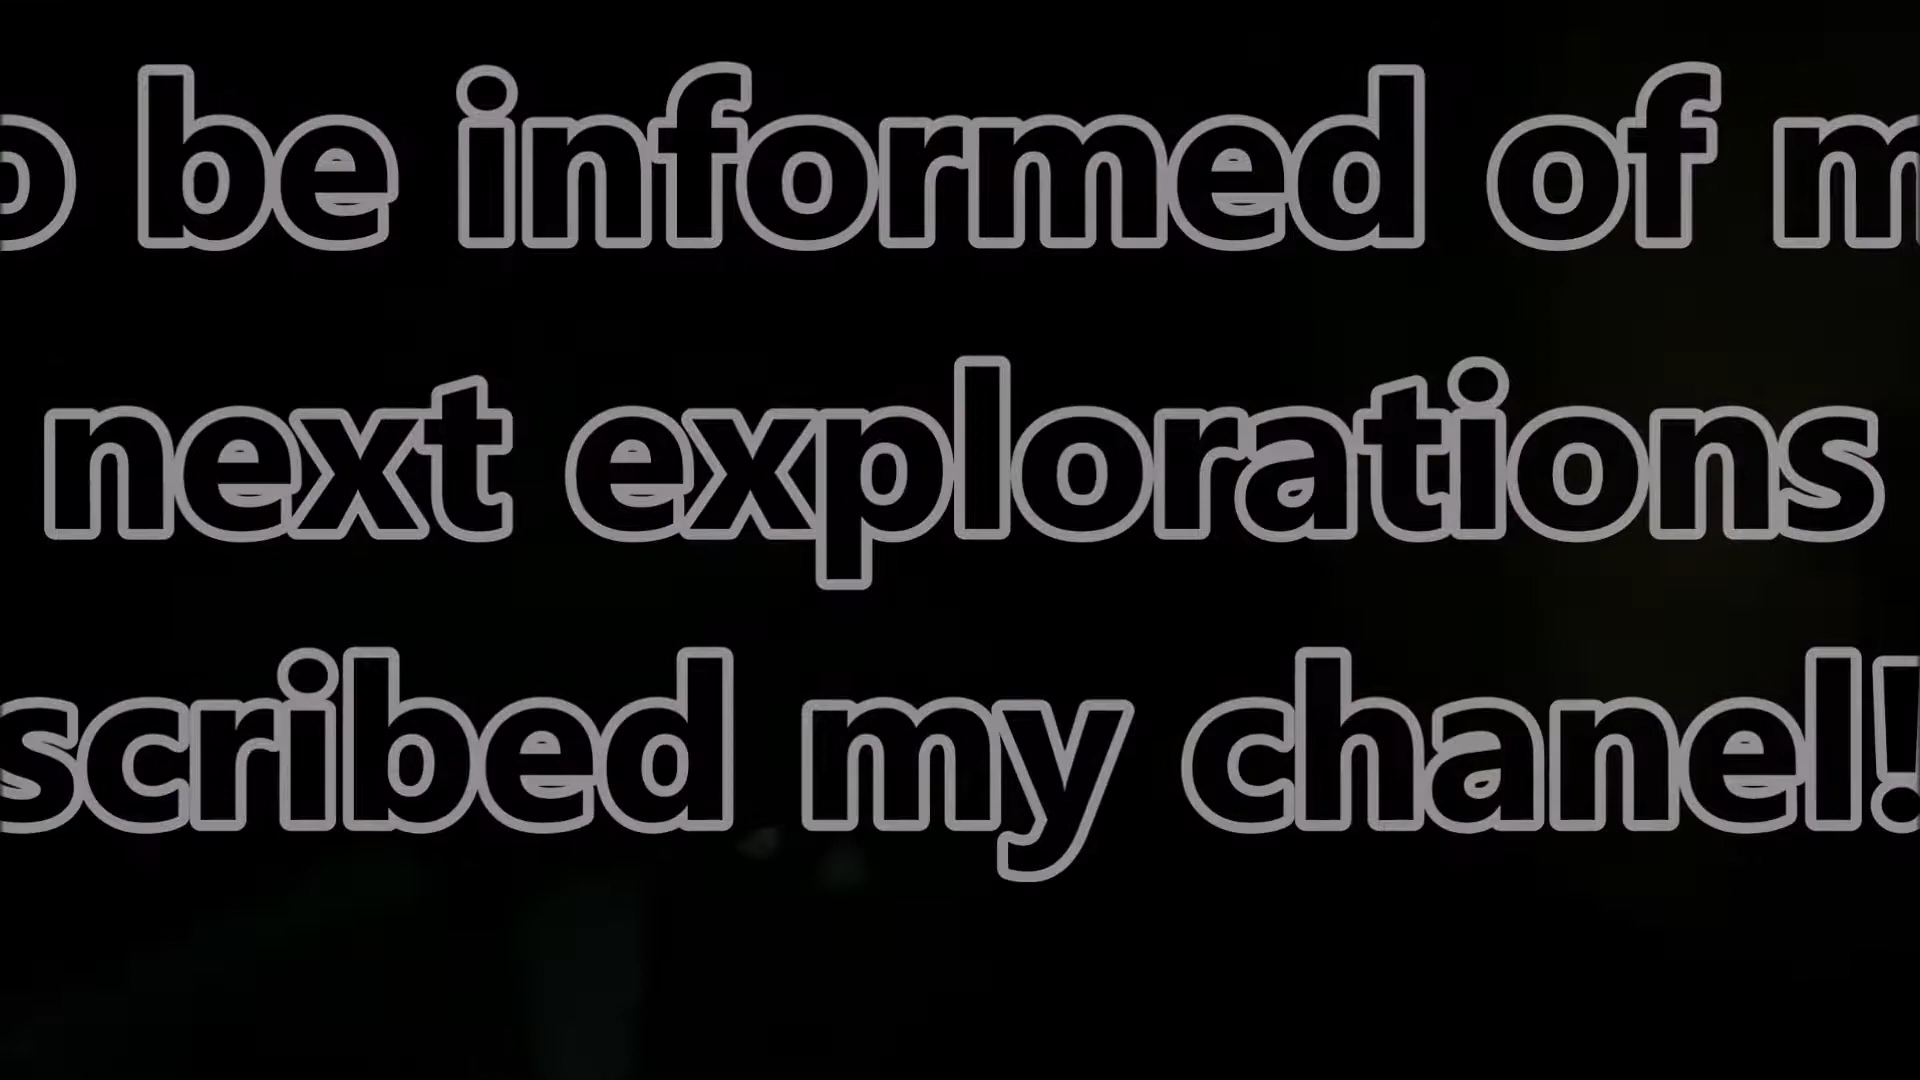 o be informed of m
next explorations
scribed my chanel!